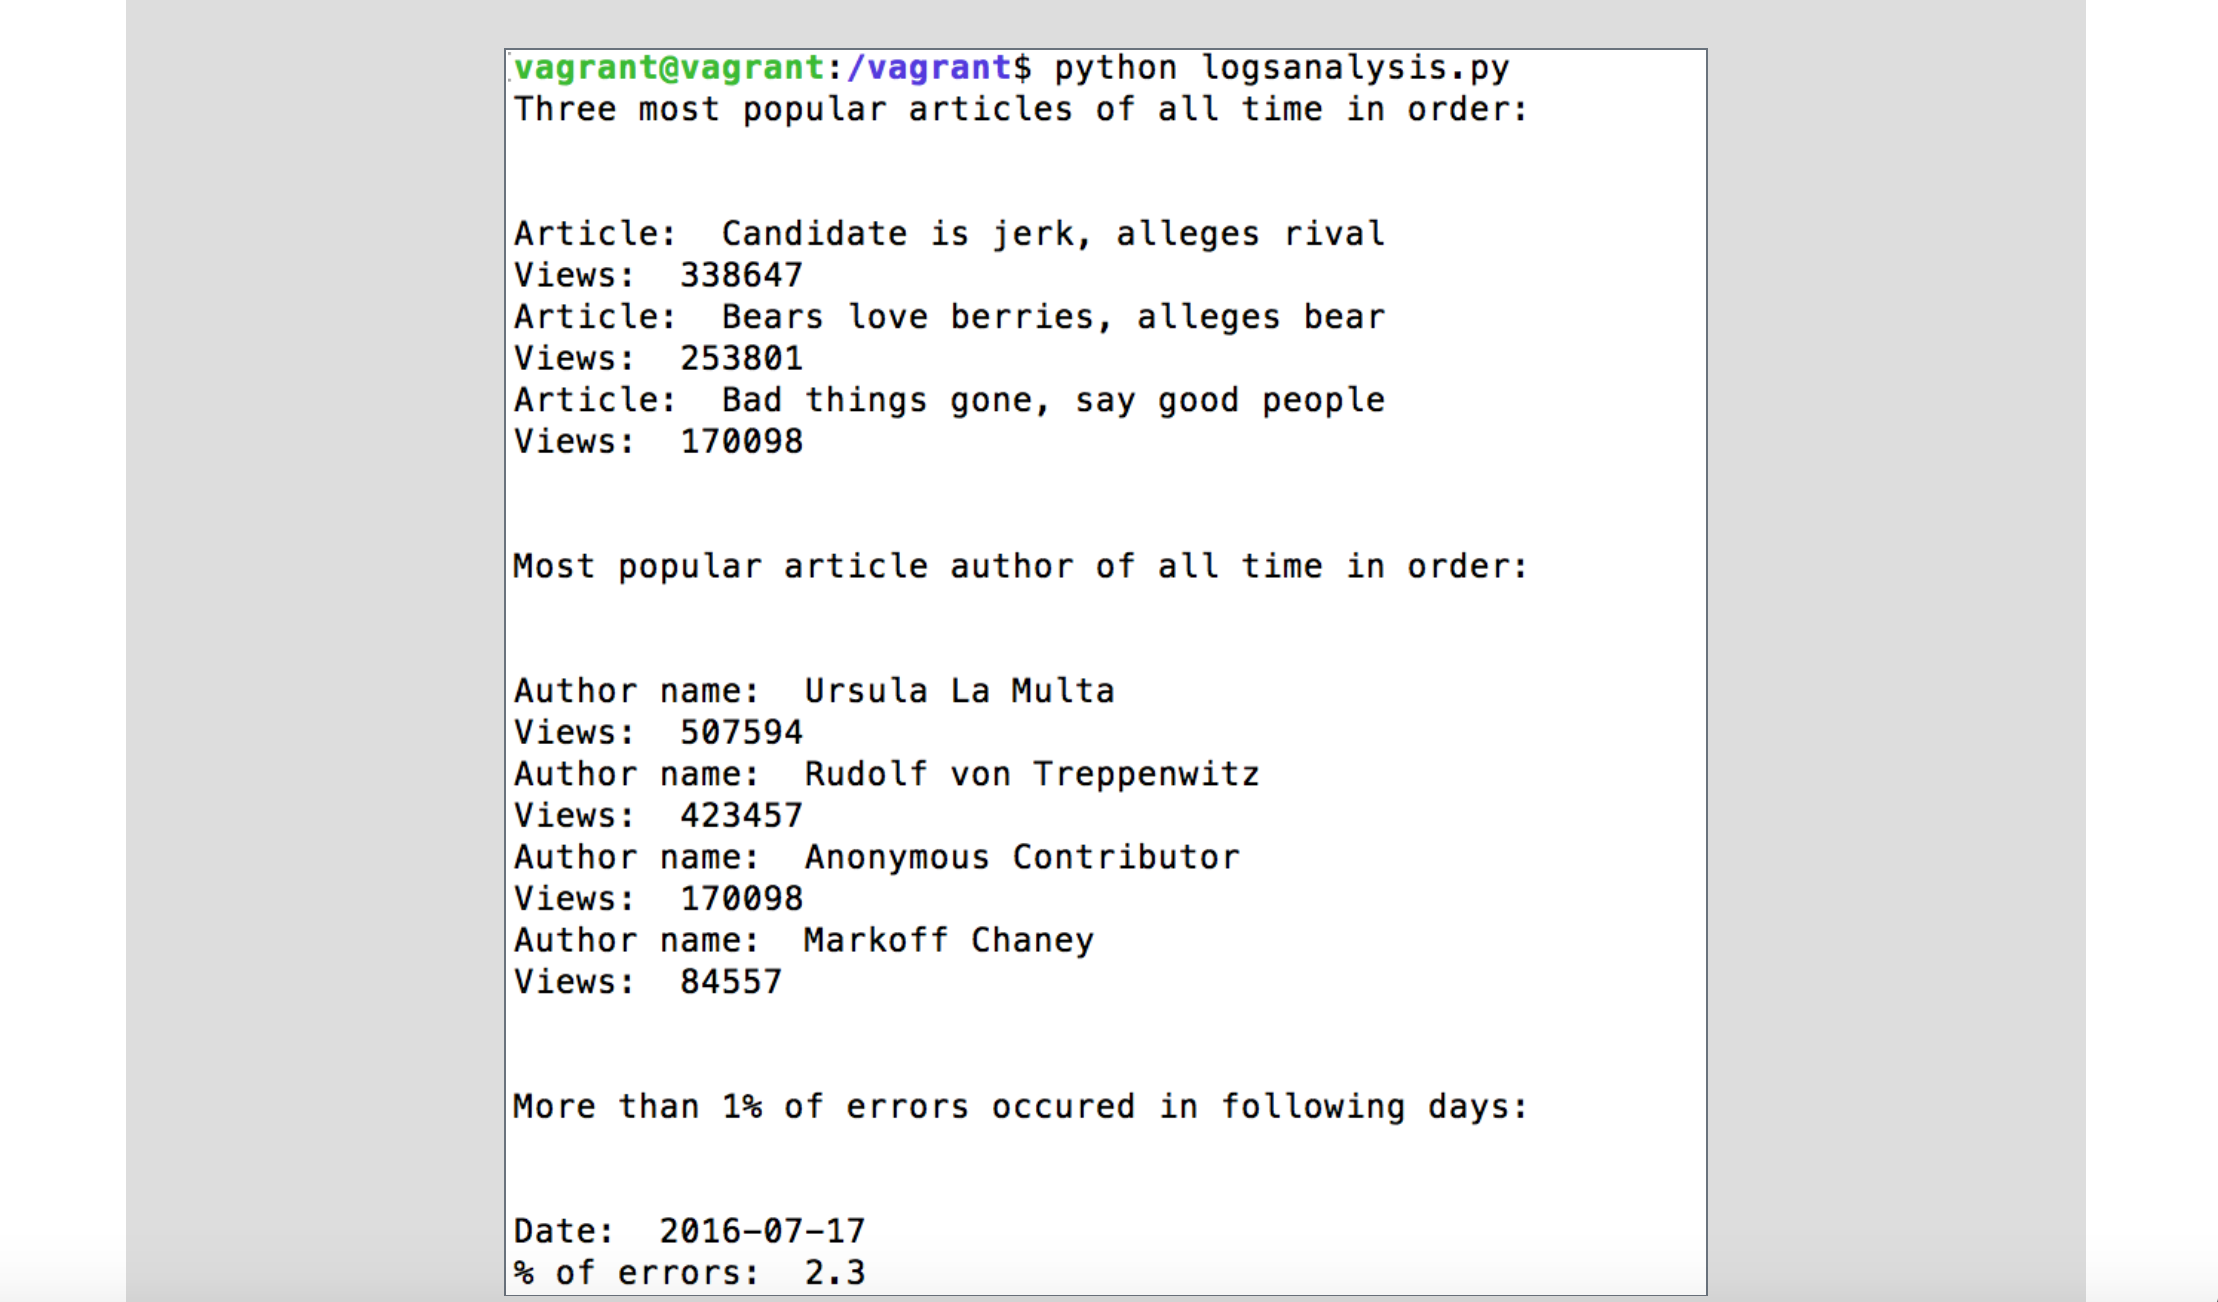 vagrant@vagrant:/vagrant$ python logsanalysis.py
Three most popular articles of all time in order:
Article:  Candidate is jerk, alleges rival
Views:  338647
Article:  Bears love berries, alleges bear
Views:  253801
Article:  Bad things gone, say good people
Views:  170098
Most popular article author of all time in order:
Author name:  Ursula La Multa
Views:  507594
Author name:  Rudolf von Treppenwitz
Views:  423457
Author name:  Anonymous Contributor
Views:  170098
Author name:  Markoff Chaney
Views:  84557
More than 1% of errors occured in following days:
Date:  2016-07-17
% of errors:  2.3